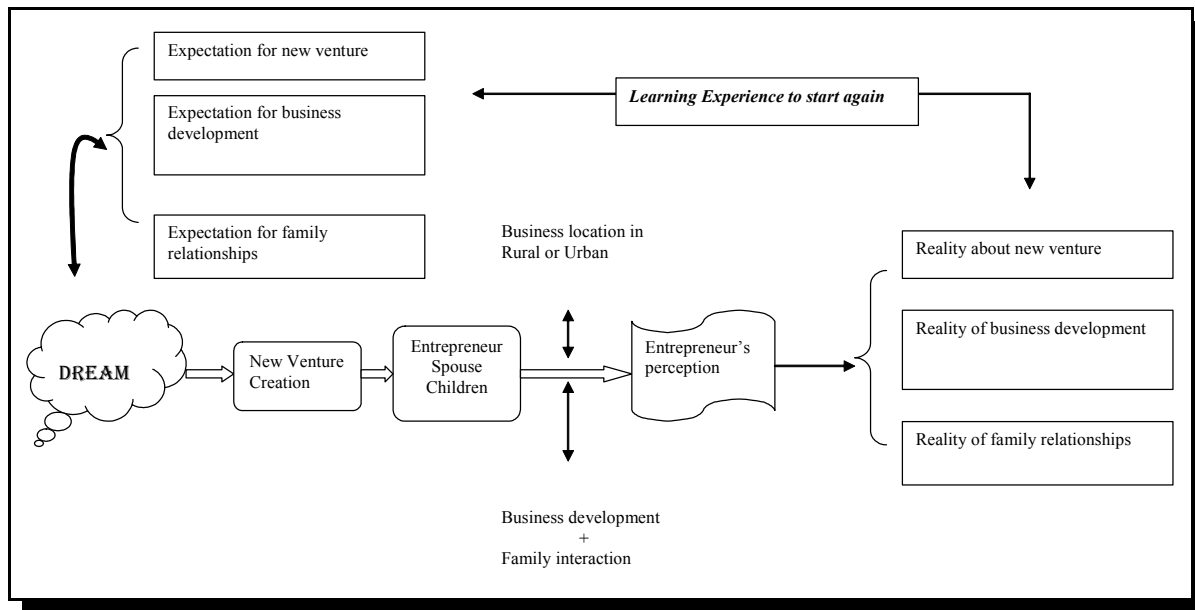 Expectation for new venture
Expectation for business
development
Expectation for family
relationships
Learning Experience to start again
Business location in
Rural or Urban
DREAM
New Venture
Creation
Entrepreneur
Spouse
Children
Entrepreneur’s
perception
Reality about new venture
Reality of business development
Reality of family relationships
Business development
+
Family interaction